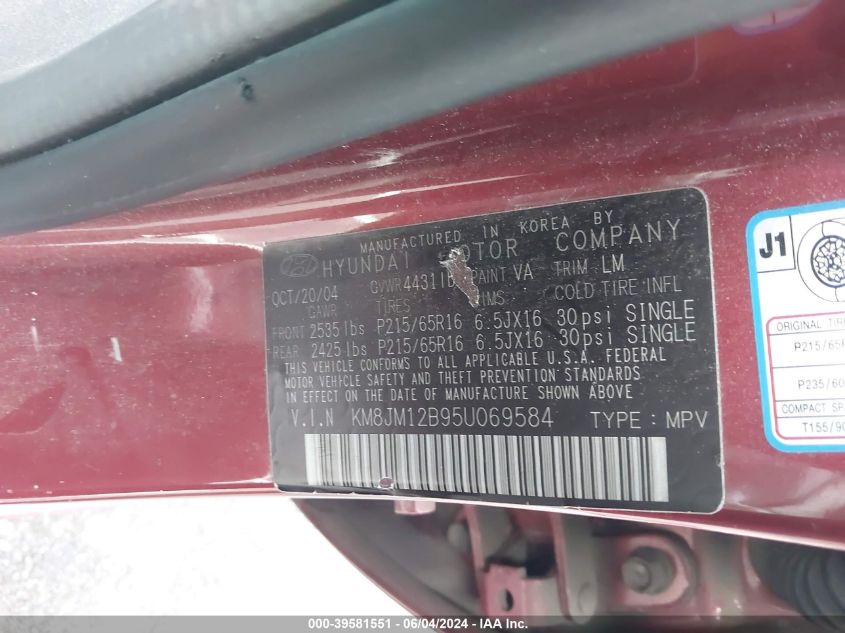 MANUFACTURED IN KOREA BY
HYUNDAI MOTOR COMPANY
OCT/20/04 GVWR 4431 PAINT VA TRIM LM
GAWR TIRES COLD TIRE INFL
FRONT 2535 lbs P215/65R16 6.5JX16 30psi SINGLE
REAR 2425 lbs P215/65R16 6.5JX16 30psi SINGLE
THIS VEHICLE CONFORMS TO ALL APPLICABLE U.S.A. FEDERAL
MOTOR VEHICLE SAFETY AND THEFT PREVENTION STANDARDS
IN EFFECT ON THE DATE OF MANUFACTURE SHOWN ABOVE
V.I.N KM8JM12B95U069584 TYPE : MPV
J1
ORIGINAL
P215/65
P235/60
COMPACT
T155/90
000-39581551 - 06/04/2024 - IAA Inc.